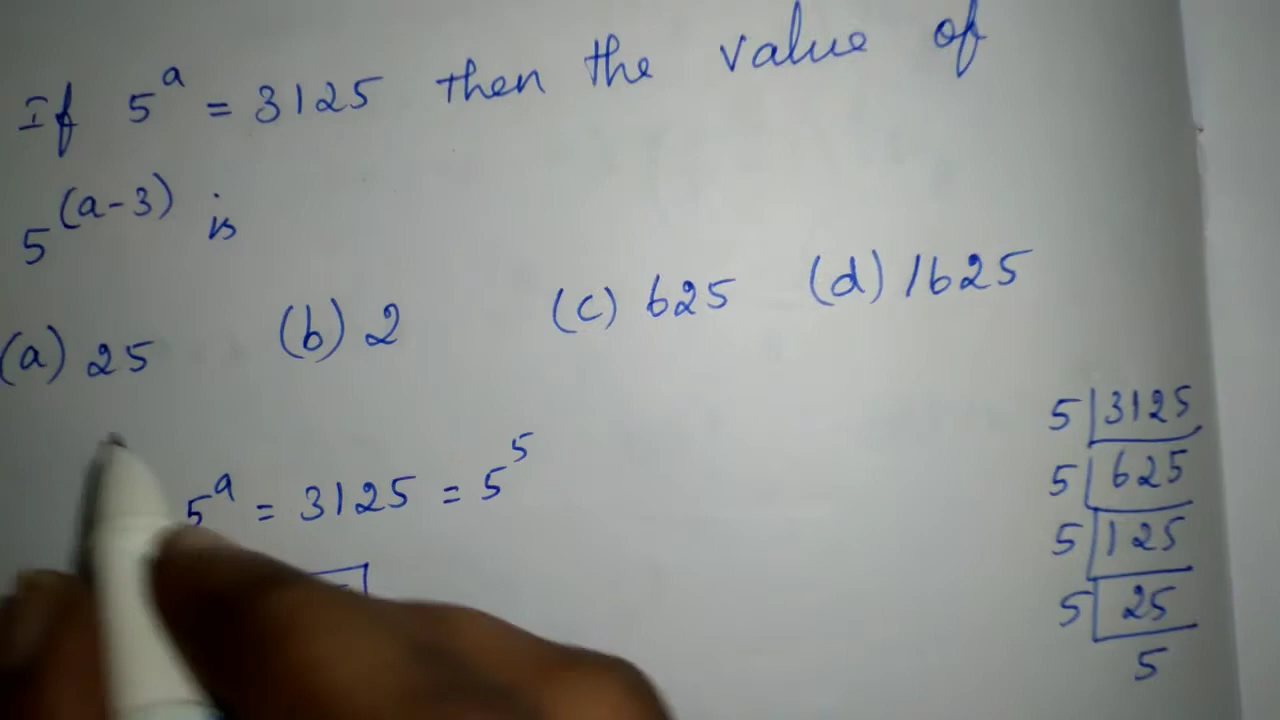 If 5^a = 3125 then the value of
5^(a-3) is
(a) 25 (b) 2 (c) 625 (d) 1625
5^a = 3125 = 5^5
5 | 3125
5 | 625
5 | 125
5 | 25
5